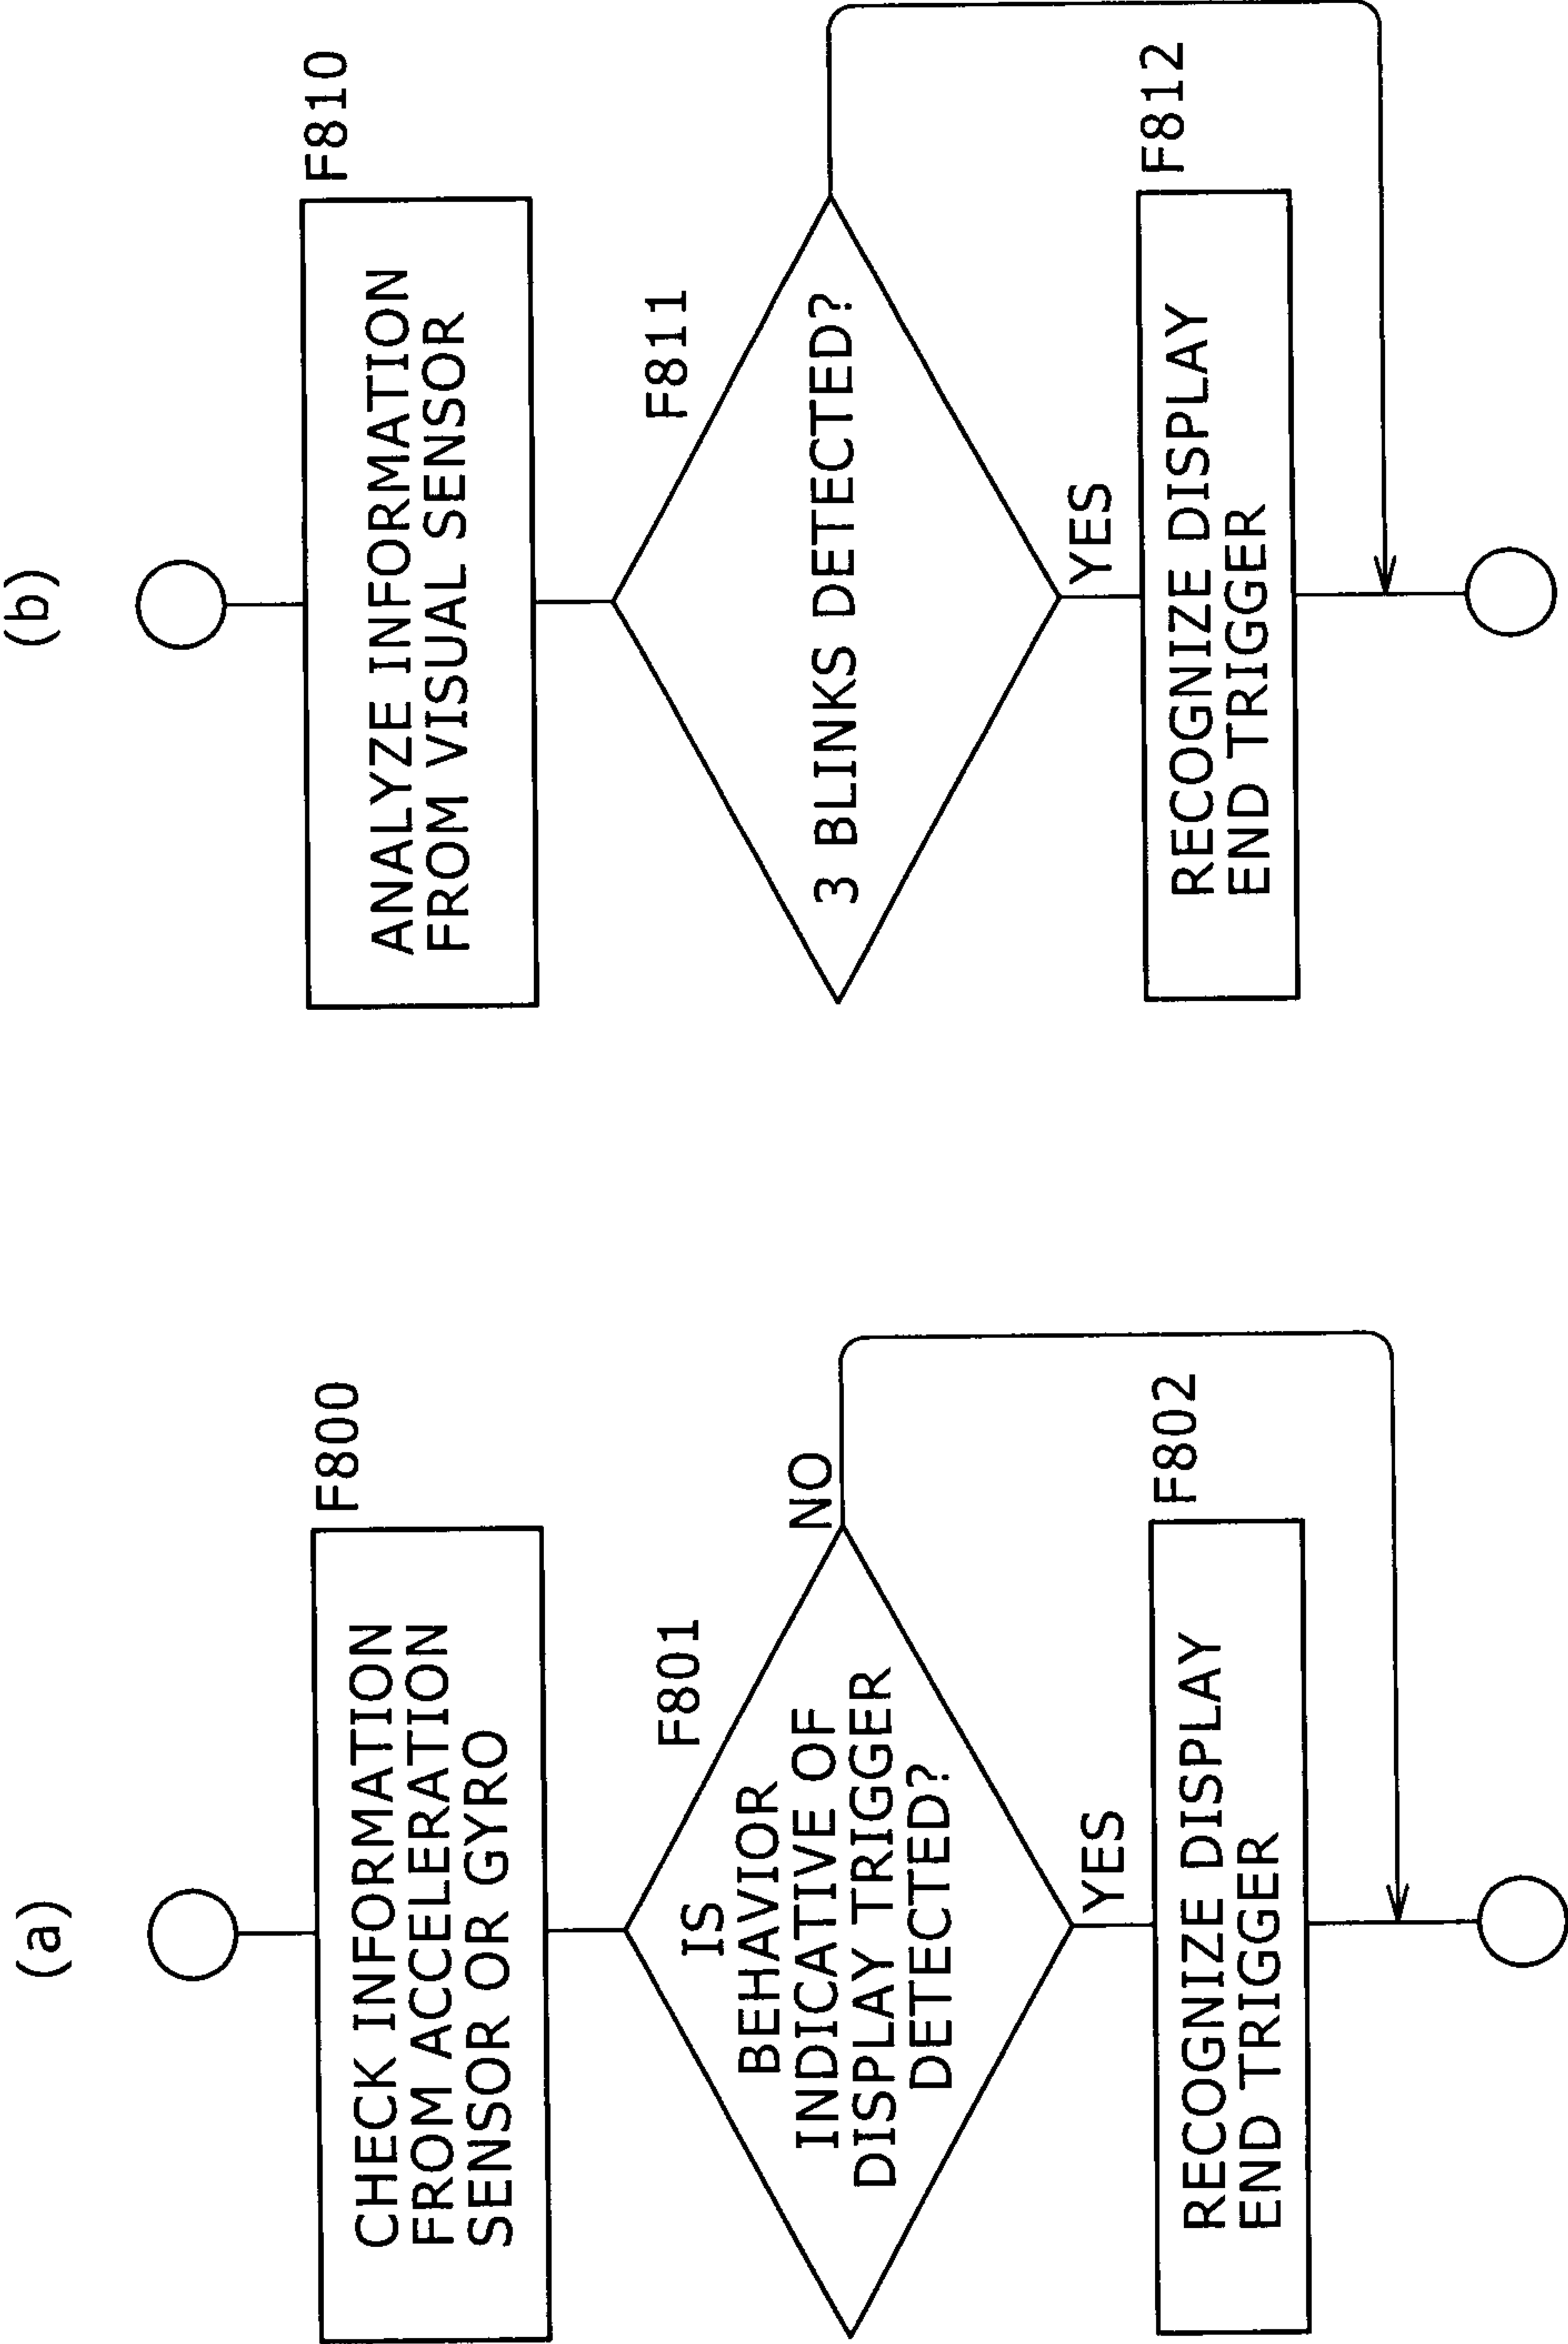 (a)
F800
CHECK INFORMATION
FROM ACCELERATION
SENSOR OR GYRO
F801
IS
BEHAVIOR
INDICATIVE OF
DISPLAY TRIGGER
DETECTED?
NO
YES
F802
RECOGNIZE DISPLAY
END TRIGGER
(b)
F810
ANALYZE INFORMATION
FROM VISUAL SENSOR
F811
3 BLINKS DETECTED?
YES
F812
RECOGNIZE DISPLAY
END TRIGGER